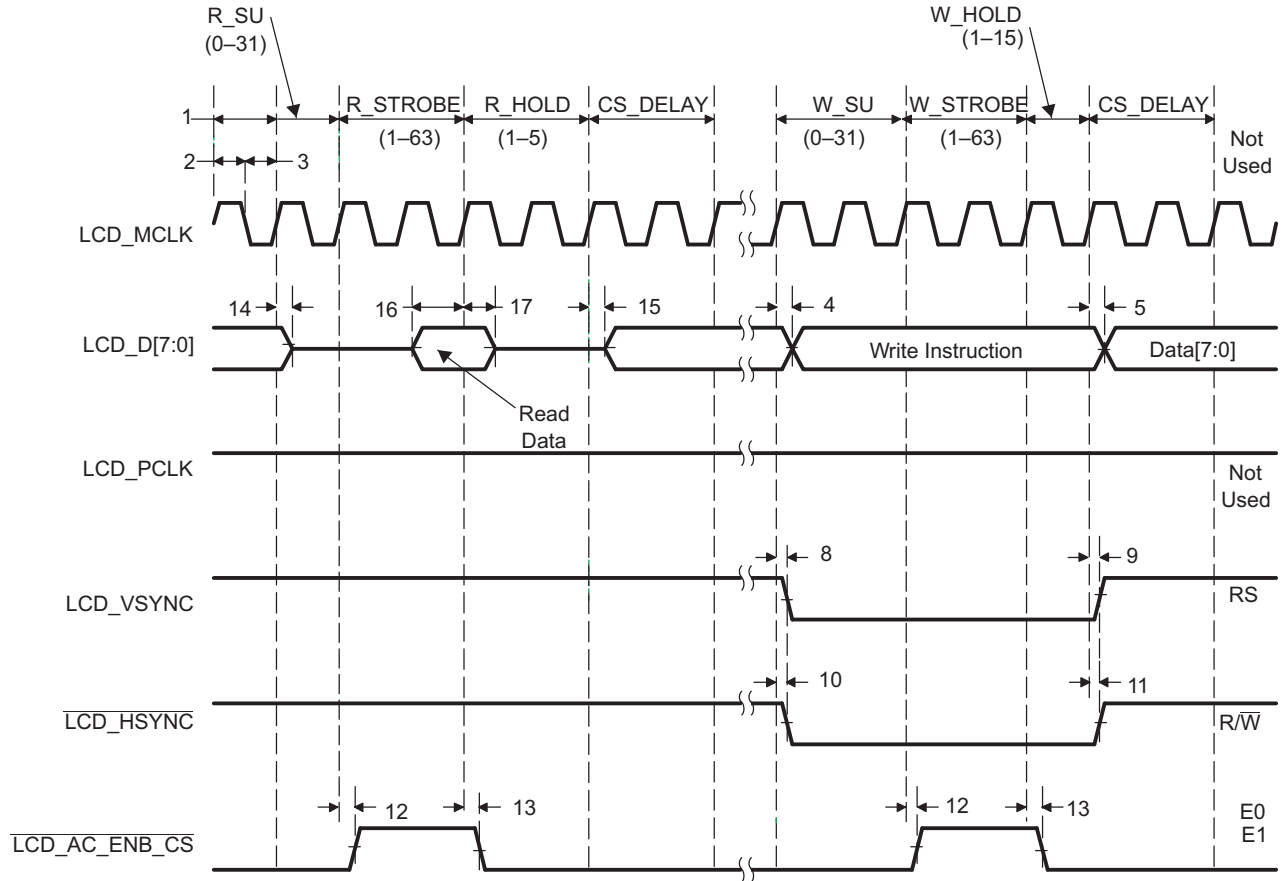 R_SU
(0–31)
W_HOLD
(1–15)
1
R_STROBE
R_HOLD
CS_DELAY
W_SU
W_STROBE
CS_DELAY
(1–63)
(1–5)
(0–31)
(1–63)
Not
Used
2
3
LCD_MCLK
14
16
17
15
4
5
LCD_D[7:0]
Write Instruction
Data[7:0]
Read
Data
LCD_PCLK
Not
Used
8
9
LCD_VSYNC
RS
10
11
LCD_HSYNC
R/W
12
13
12
13
E0
E1
LCD_AC_ENB_CS